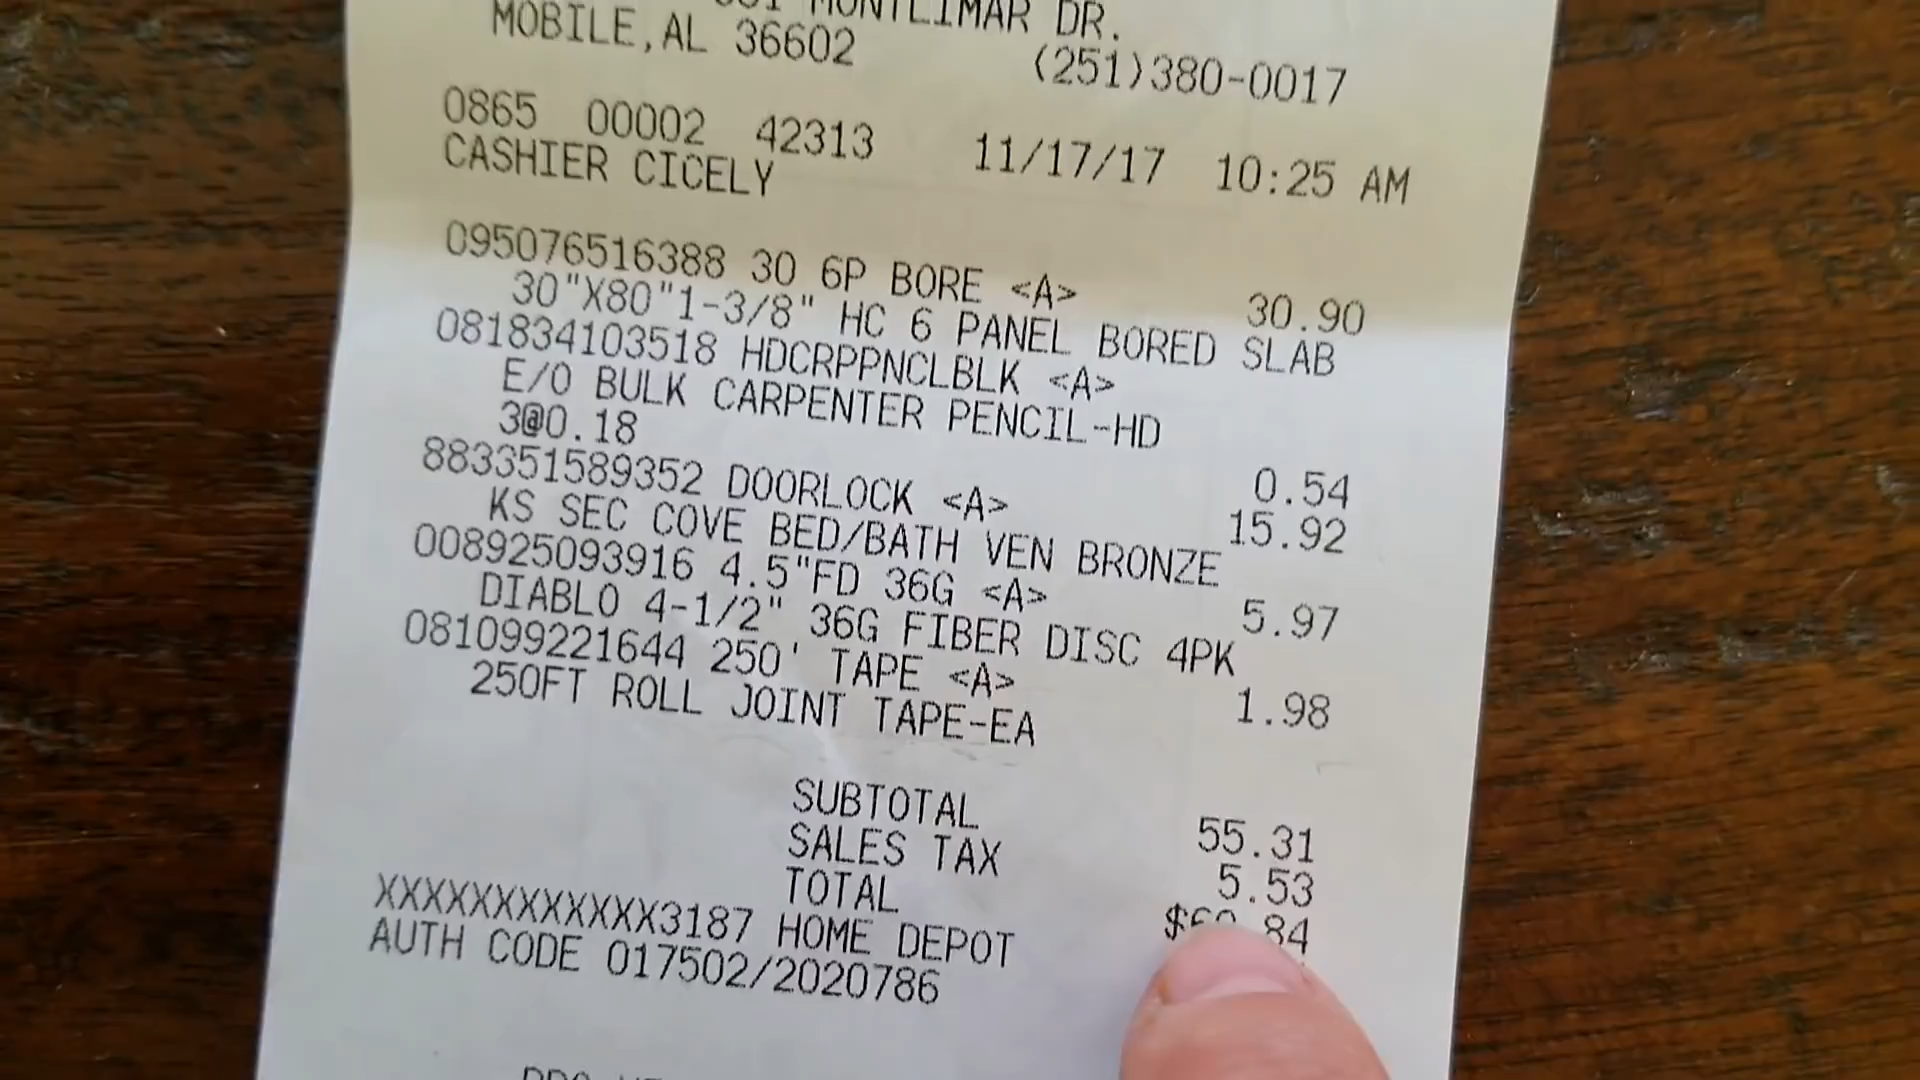 MONTLIMAR DR.
MOBILE,AL 36602 (251)380-0017
0865 00002 42313 11/17/17 10:25 AM
CASHIER CICELY
095076516388 30 6P BORE <A> 30.90
30"X80"1-3/8" HC 6 PANEL BORED SLAB
081834103518 HDCRPPNCLBLK <A>
E/O BULK CARPENTER PENCIL-HD
3@0.18 0.54
883351589352 DOORLOCK <A> 15.92
KS SEC COVE BED/BATH VEN BRONZE
008925093916 4.5"FD 36G <A> 5.97
DIABLO 4-1/2" 36G FIBER DISC 4PK
081099221644 250' TAPE <A> 1.98
250FT ROLL JOINT TAPE-EA
SUBTOTAL 55.31
SALES TAX 5.53
TOTAL $60.84
XXXXXXXXXXXX3187 HOME DEPOT
AUTH CODE 017502/2020786